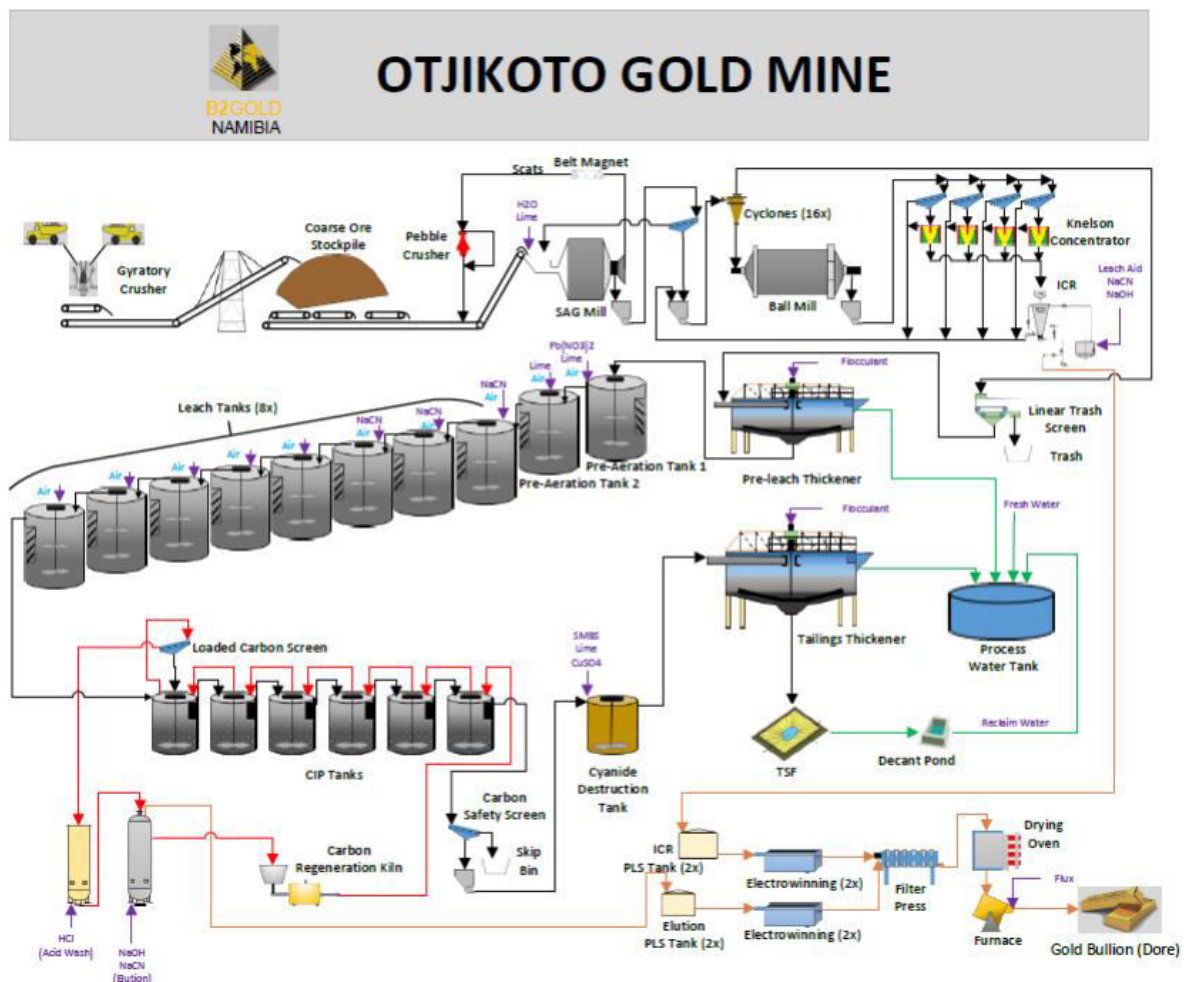 OTJIKOTO GOLD MINE
B2GOLD
NAMIBIA
Scats
Belt Magnet
H2O
Lime
Coarse Ore
Stockpile
Pebble
Crusher
Gyratory
Crusher
SAG Mill
Cyclones (16x)
Ball Mill
Knelson
Concentrator
ICR
Leach Aid
NaCN
NaOH
Leach Tanks (8x)
Pb(NO3)2
Lime
Air
Lime
Air
NaCN
Air
NaCN
Air
NaCN
Air
Air
Air
Air
Air
Air
Pre-Aeration Tank 1
Pre-Aeration Tank 2
Flocculant
Pre-leach Thickener
Linear Trash
Screen
Trash
Fresh Water
Flocculant
Tailings Thickener
Process
Water Tank
Loaded Carbon Screen
CIP Tanks
SMBS
Lime
CuSO4
Cyanide
Destruction
Tank
TSF
Decant Pond
Reclaim Water
Carbon
Safety Screen
Skip
Bin
Carbon
Regeneration Kiln
HCl
(Acid Wash)
NaOH
NaCN
(Elution)
ICR
PLS Tank (2x)
Electrowinning (2x)
Elution
PLS Tank (2x)
Electrowinning (2x)
Filter
Press
Drying
Oven
Flux
Furnace
Gold Bullion (Dore)